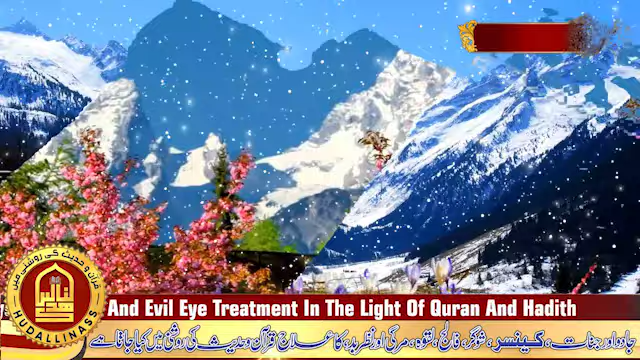 And Evil Eye Treatment In The Light Of Quran And Hadith
جادو اور جنات، کینسر، شوگر، فالج، لقوہ، مرگی اور نظر بد، کا علاج قرآن و حدیث کی روشنی میں کیا جاتا ہے
قرآن و حدیث کی روشنی میں
HUDALLINASS